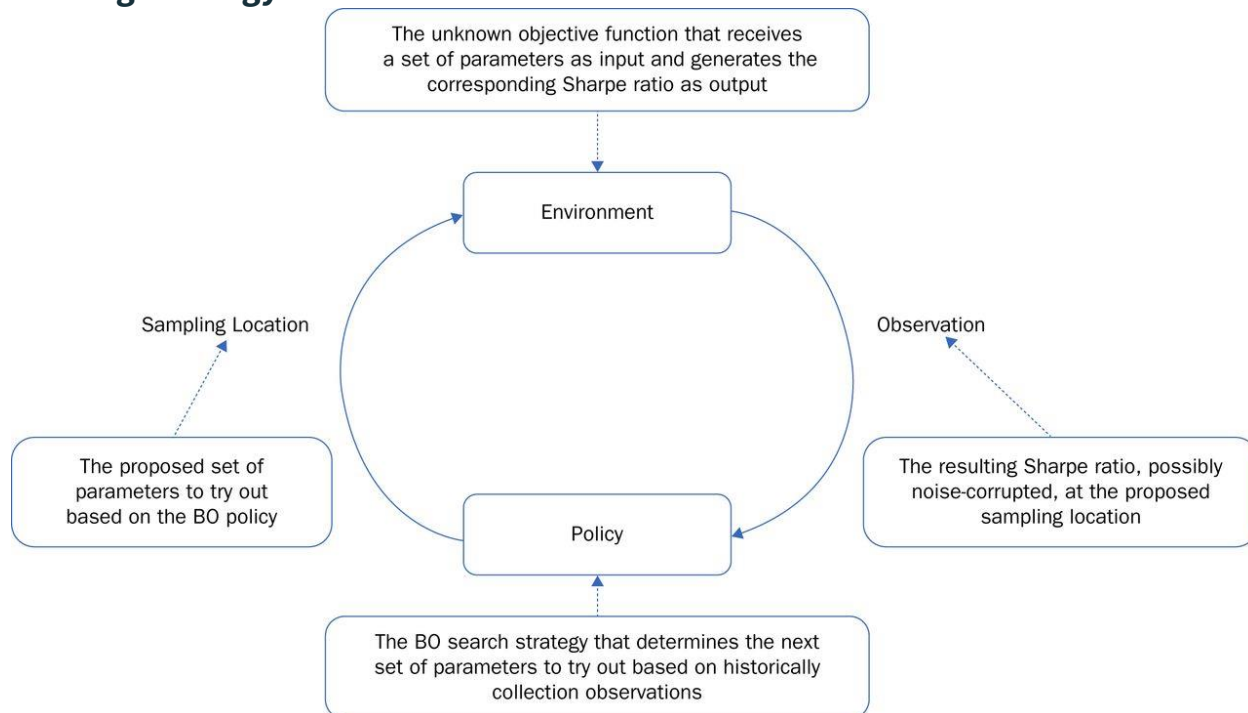 The unknown objective function that receives
a set of parameters as input and generates the
corresponding Sharpe ratio as output
Environment
Sampling Location
Observation
The proposed set of
parameters to try out
based on the BO policy
The resulting Sharpe ratio, possibly
noise-corrupted, at the proposed
sampling location
Policy
The BO search strategy that determines the next
set of parameters to try out based on historically
collection observations